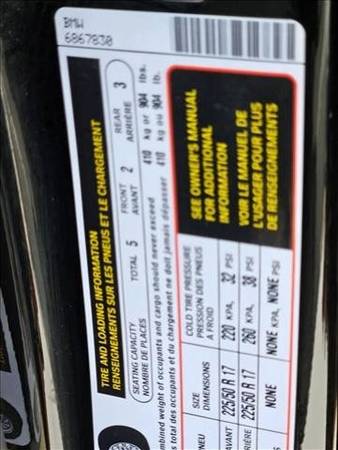 BMW
6867830
TIRE AND LOADING INFORMATION
RENSEIGNEMENTS SUR LES PNEUS ET LE CHARGEMENT
SEATING CAPACITY
NOMBRE DE PLACES
TOTAL 5
FRONT
AVANT 2
REAR
ARRIÈRE 3
mbined weight of occupants and cargo should never exceed 410 kg or 904 lbs.
s total des occupants et du chargement ne doit jamais dépasser 410 kg ou 904 lb.
NEU
SIZE
DIMENSIONS
COLD TIRE PRESSURE
PRESSION DES PNEUS
A FROID
AVANT 225/50 R 17 220 KPA, 32 PSI
RIÈRE 225/50 R 17 260 KPA, 38 PSI
NONE NONE KPA, NONE PSI
SEE OWNER'S MANUAL
FOR ADDITIONAL
INFORMATION
VOIR LE MANUEL DE
L'USAGER POUR PLUS
DE RENSEIGNEMENTS